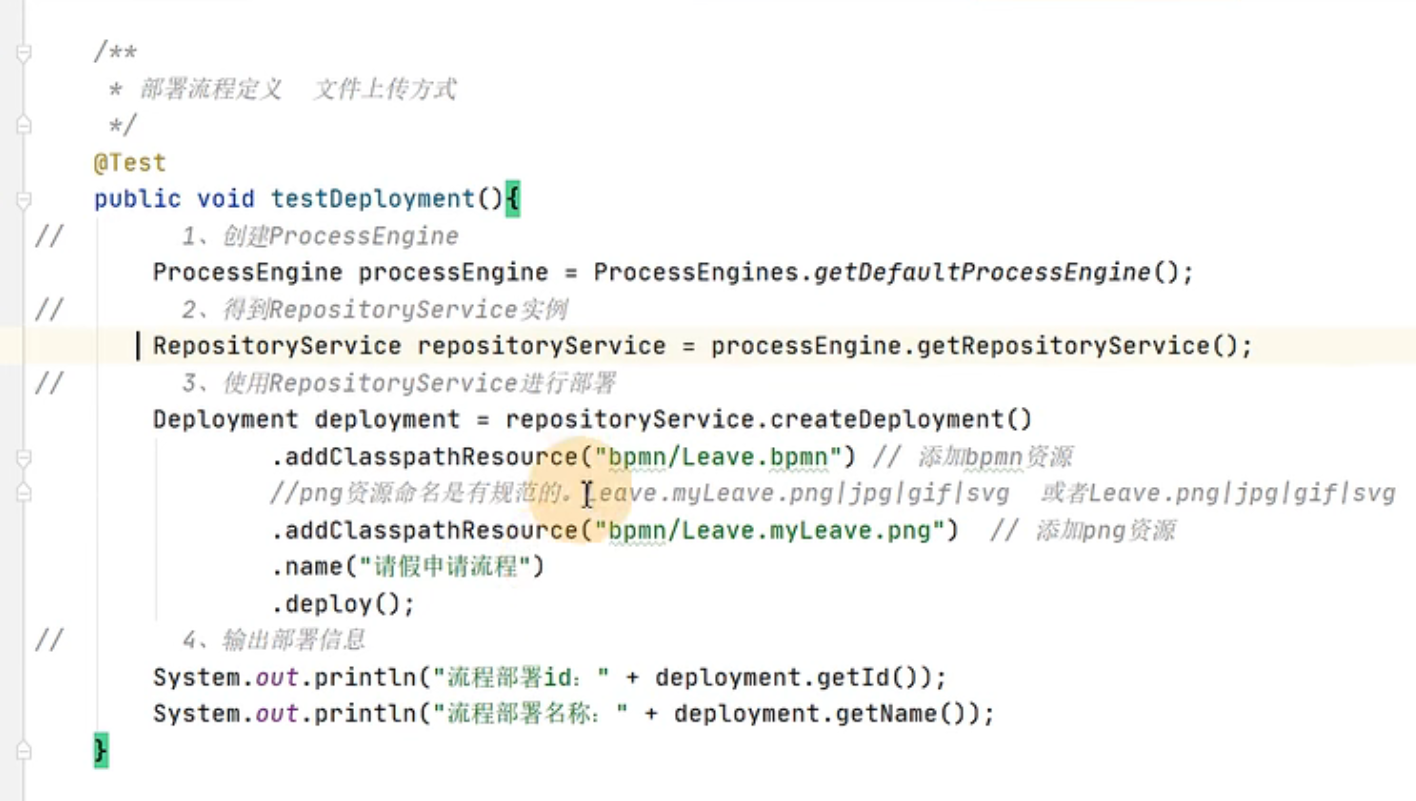 /**
* 部署流程定义  文件上传方式
*/
@Test
public void testDeployment(){
//        1、创建ProcessEngine
ProcessEngine processEngine = ProcessEngines.getDefaultProcessEngine();
//        2、得到RepositoryService实例
RepositoryService repositoryService = processEngine.getRepositoryService();
//        3、使用RepositoryService进行部署
Deployment deployment = repositoryService.createDeployment()
.addClasspathResource("bpmn/Leave.bpmn") // 添加bpmn资源
//png资源命名是有规范的。Leave.myLeave.png|jpg|gif|svg  或者Leave.png|jpg|gif|svg
.addClasspathResource("bpmn/Leave.myLeave.png")  // 添加png资源
.name("请假申请流程")
.deploy();
//        4、输出部署信息
System.out.println("流程部署id：" + deployment.getId());
System.out.println("流程部署名称：" + deployment.getName());
}